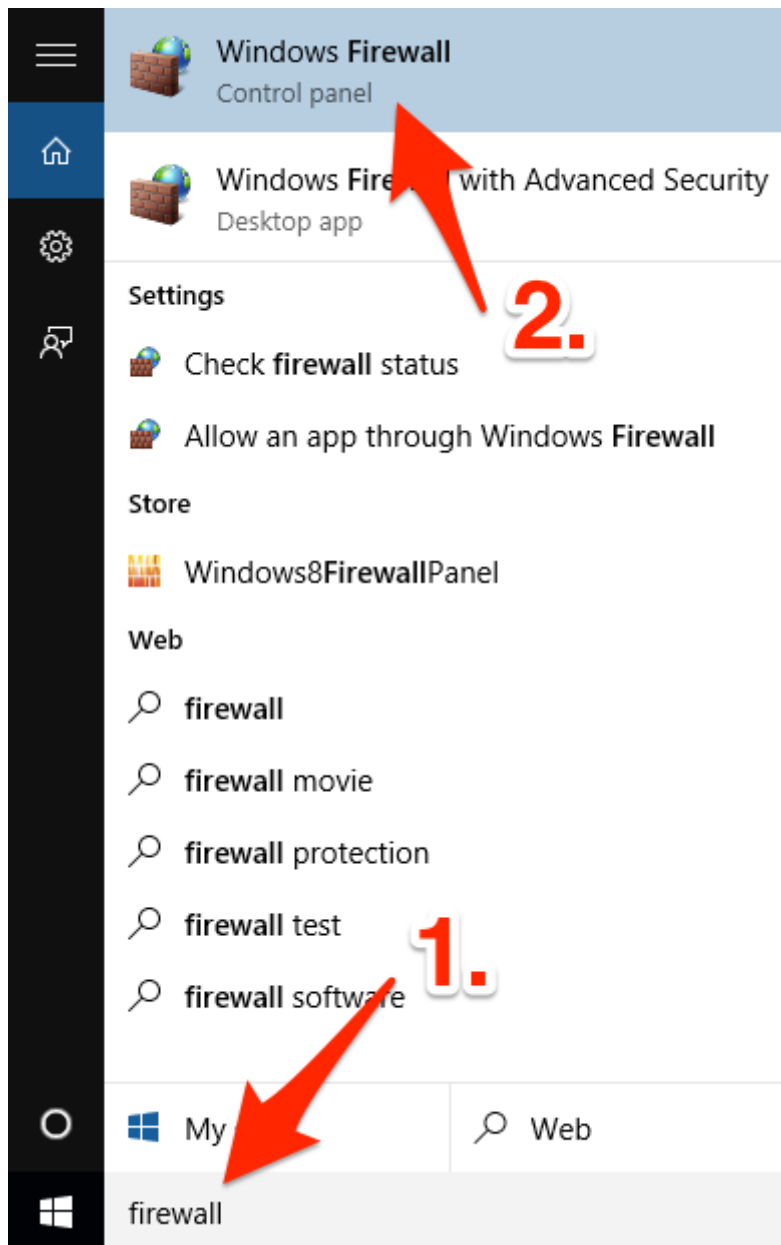 Windows Firewall
Control panel
Windows Fire with Advanced Security
Desktop app
Settings
2.
Check firewall status
Allow an app through Windows Firewall
Store
Windows8FirewallPanel
Web
firewall
firewall movie
firewall protection
firewall test
1.
firewall software
My
Web
firewall